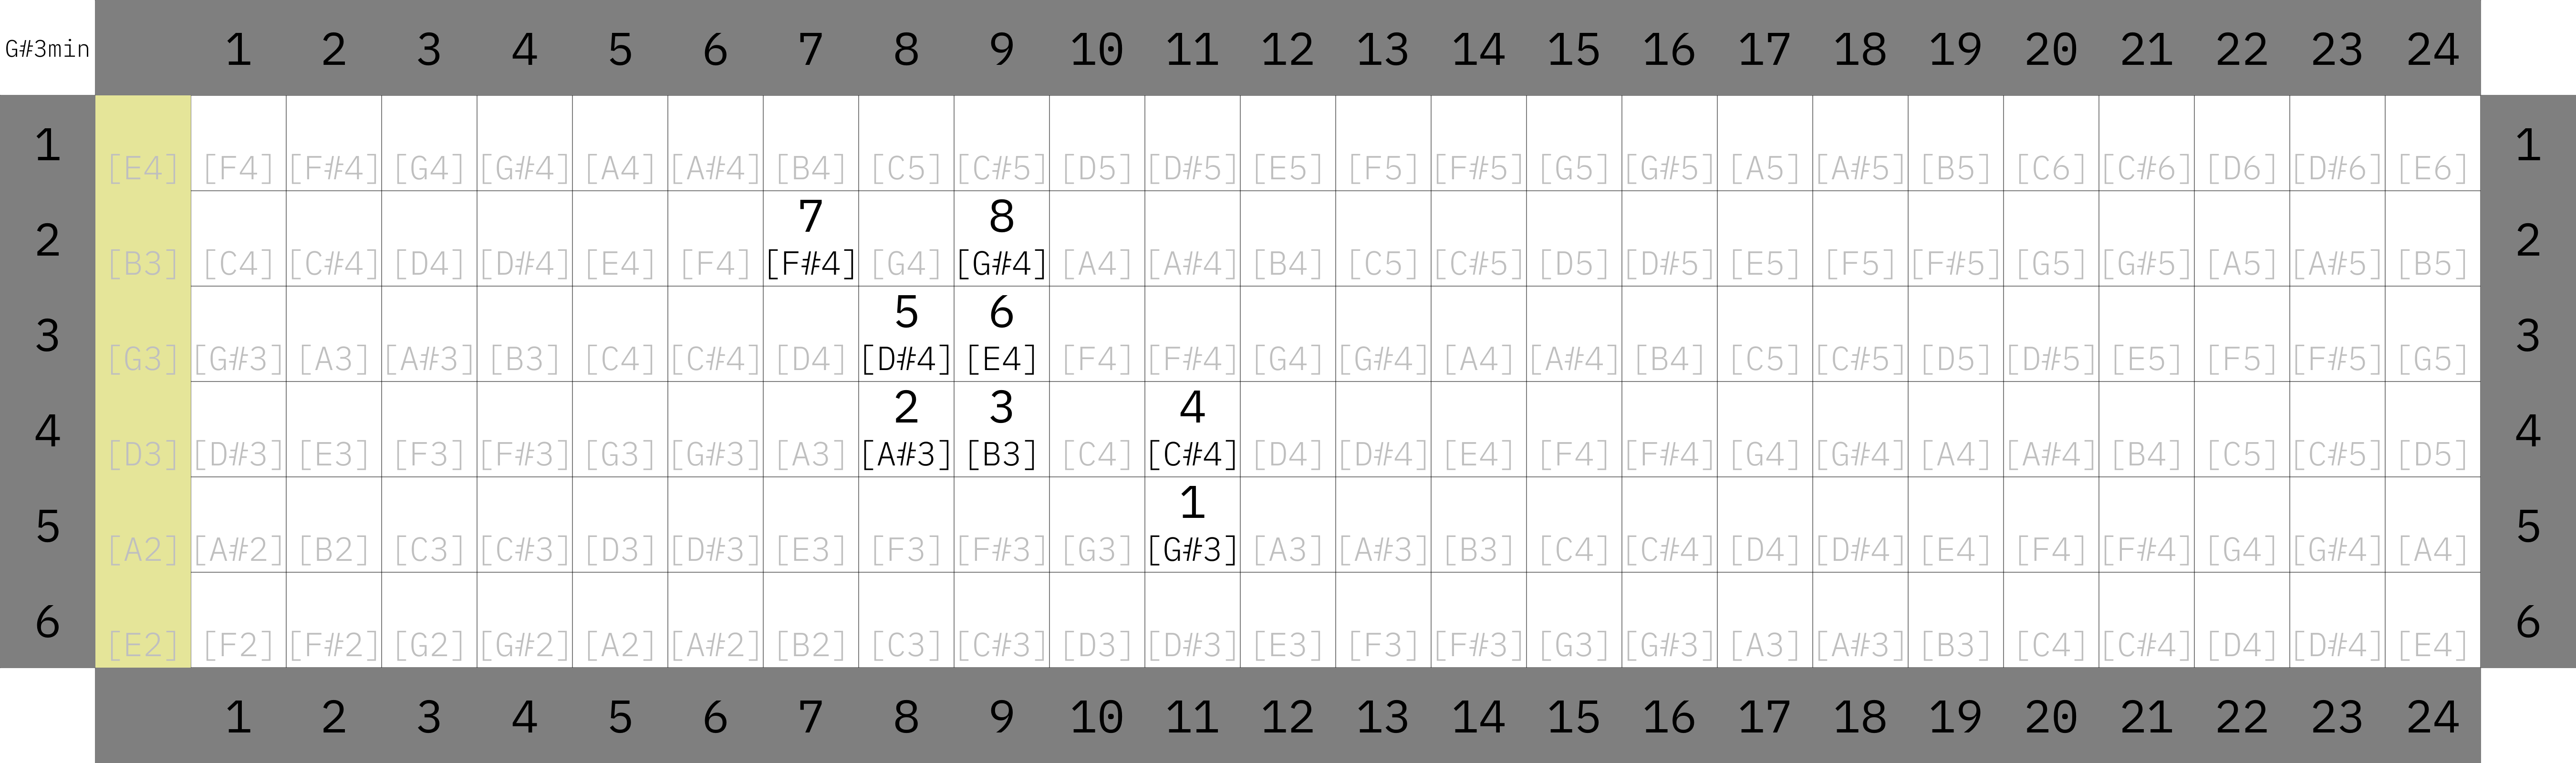 G#3min 1 2 3 4 5 6 7 8 9 10 11 12 13 14 15 16 17 18 19 20 21 22 23 24
1 1
[E4] [F4] [F#4] [G4] [G#4] [A4] [A#4] [B4] [C5] [C#5] [D5] [D#5] [E5] [F5] [F#5] [G5] [G#5] [A5] [A#5] [B5] [C6] [C#6] [D6] [D#6] [E6]
2 7 8 2
[B3] [C4] [C#4] [D4] [D#4] [E4] [F4] [F#4] [G4] [G#4] [A4] [A#4] [B4] [C5] [C#5] [D5] [D#5] [E5] [F5] [F#5] [G5] [G#5] [A5] [A#5] [B5]
3 5 6 3
[G3] [G#3] [A3] [A#3] [B3] [C4] [C#4] [D4] [D#4] [E4] [F4] [F#4] [G4] [G#4] [A4] [A#4] [B4] [C5] [C#5] [D5] [D#5] [E5] [F5] [F#5] [G5]
4 2 3 4 4
[D3] [D#3] [E3] [F3] [F#3] [G3] [G#3] [A3] [A#3] [B3] [C4] [C#4] [D4] [D#4] [E4] [F4] [F#4] [G4] [G#4] [A4] [A#4] [B4] [C5] [C#5] [D5]
5 1 5
[A2] [A#2] [B2] [C3] [C#3] [D3] [D#3] [E3] [F3] [F#3] [G3] [G#3] [A3] [A#3] [B3] [C4] [C#4] [D4] [D#4] [E4] [F4] [F#4] [G4] [G#4] [A4]
6 6
[E2] [F2] [F#2] [G2] [G#2] [A2] [A#2] [B2] [C3] [C#3] [D3] [D#3] [E3] [F3] [F#3] [G3] [G#3] [A3] [A#3] [B3] [C4] [C#4] [D4] [D#4] [E4]
1 2 3 4 5 6 7 8 9 10 11 12 13 14 15 16 17 18 19 20 21 22 23 24